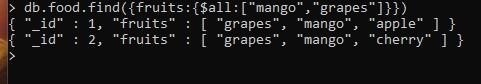 > db.food.find({fruits:{$all:["mango","grapes"]}})
{ "_id" : 1, "fruits" : [ "grapes", "mango", "apple" ] }
{ "_id" : 2, "fruits" : [ "grapes", "mango", "cherry" ] }
>